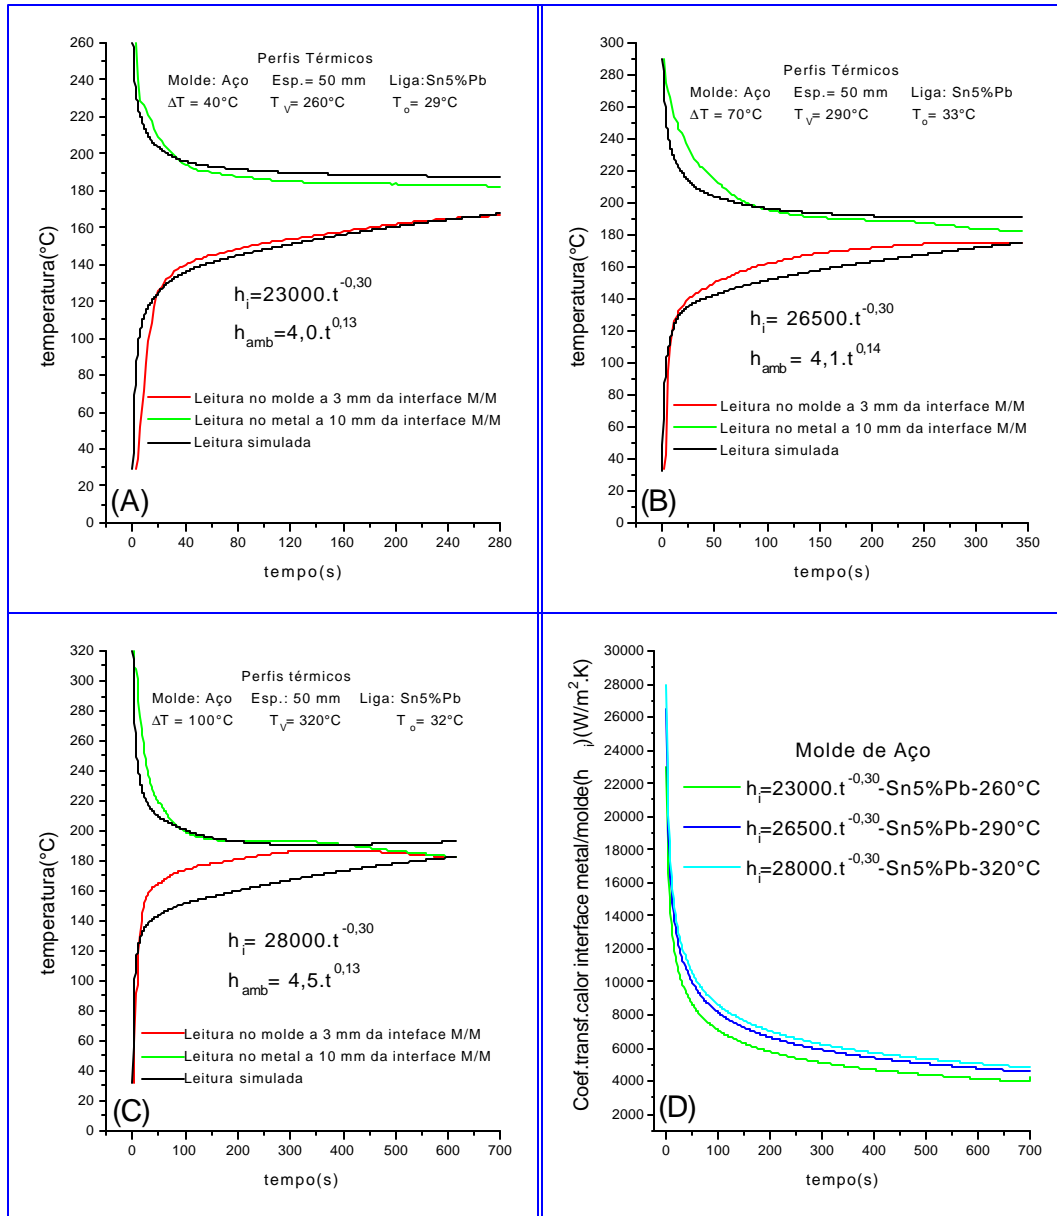 260
240
220
200
180
160
140
120
100
80
60
40
20
0
temperatura(°C)
Perfis Térmicos
Molde: Aço Esp.= 50 mm Liga:Sn5%Pb
ΔT = 40°C T_V= 260°C T_o= 29°C
h_i=23000.t^-0,30
h_amb=4,0.t^0,13
Leitura no molde a 3 mm da interface M/M
Leitura no metal a 10 mm da interface M/M
Leitura simulada
(A)
0 40 80 120 160 200 240 280
tempo(s)
300
280
260
240
220
200
180
160
140
120
100
80
60
40
20
0
temperatura(°C)
Perfis Térmicos
Molde: Aço Esp.= 50 mm Liga: Sn5%Pb
ΔT = 70°C T_V= 290°C T_o= 33°C
h_i= 26500.t^-0,30
h_amb = 4,1.t^0,14
Leitura no molde a 3 mm da interface M/M
Leitura no metal a 10 mm da interface M/M
Leitura simulada
(B)
0 50 100 150 200 250 300 350
tempo(s)
320
300
280
260
240
220
200
180
160
140
120
100
80
60
40
20
0
temperatura(°C)
Perfis térmicos
Molde: Aço Esp.: 50 mm Liga: Sn5%Pb
ΔT = 100°C T_V= 320°C T_o= 32°C
h_i= 28000.t^-0,30
h_amb= 4,5.t^0,13
Leitura no molde a 3 mm da inteface M/M
Leitura no metal a 10 mm da interface M/M
Leitura simulada
(C)
0 100 200 300 400 500 600 700
tempo(s)
30000
28000
26000
24000
22000
20000
18000
16000
14000
12000
10000
8000
6000
4000
2000
Coef.transf.calor interface metal/molde(h_i)(W/m².K)
Molde de Aço
h_i=23000.t^-0,30-Sn5%Pb-260°C
h_i=26500.t^-0,30-Sn5%Pb-290°C
h_i=28000.t^-0,30-Sn5%Pb-320°C
(D)
0 100 200 300 400 500 600 700
tempo(s)